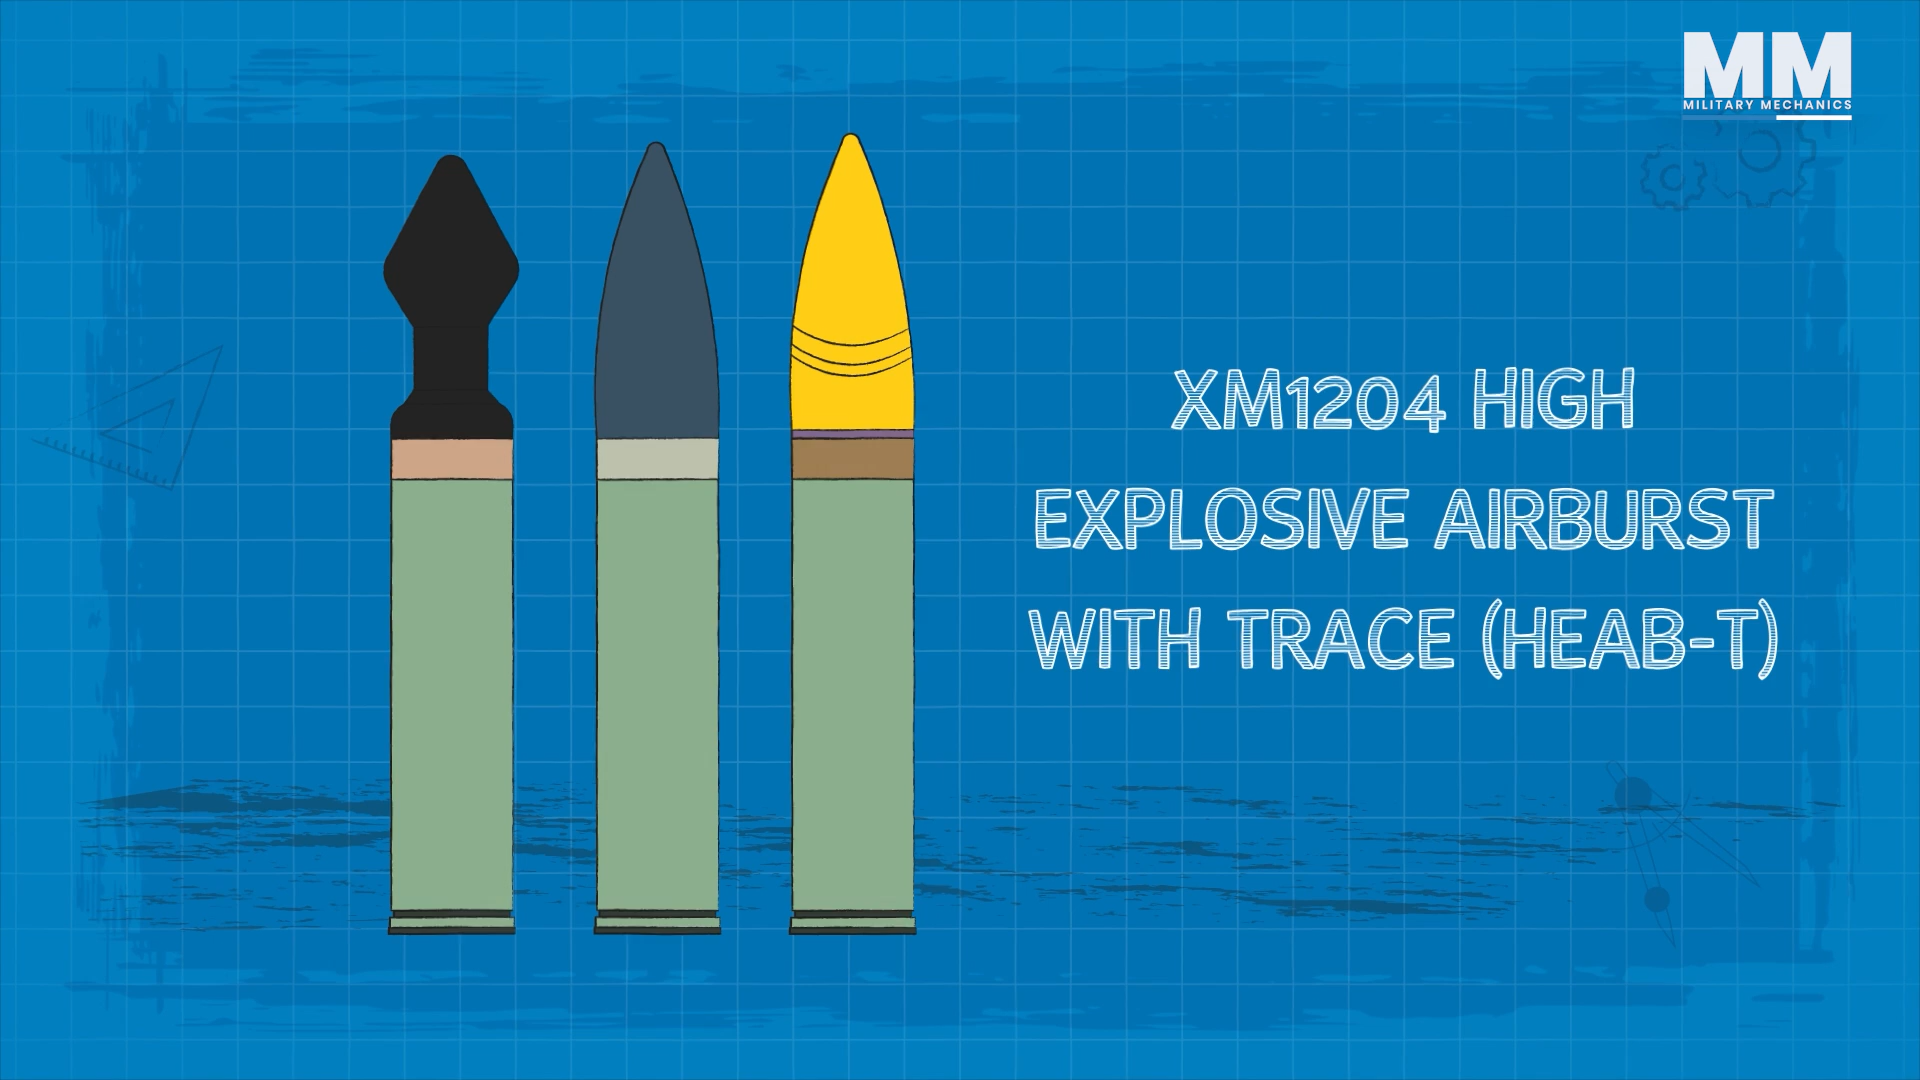 MM
MILITARY MECHANICS
XM1204 HIGH
EXPLOSIVE AIRBURST
WITH TRACE (HEAB-T)